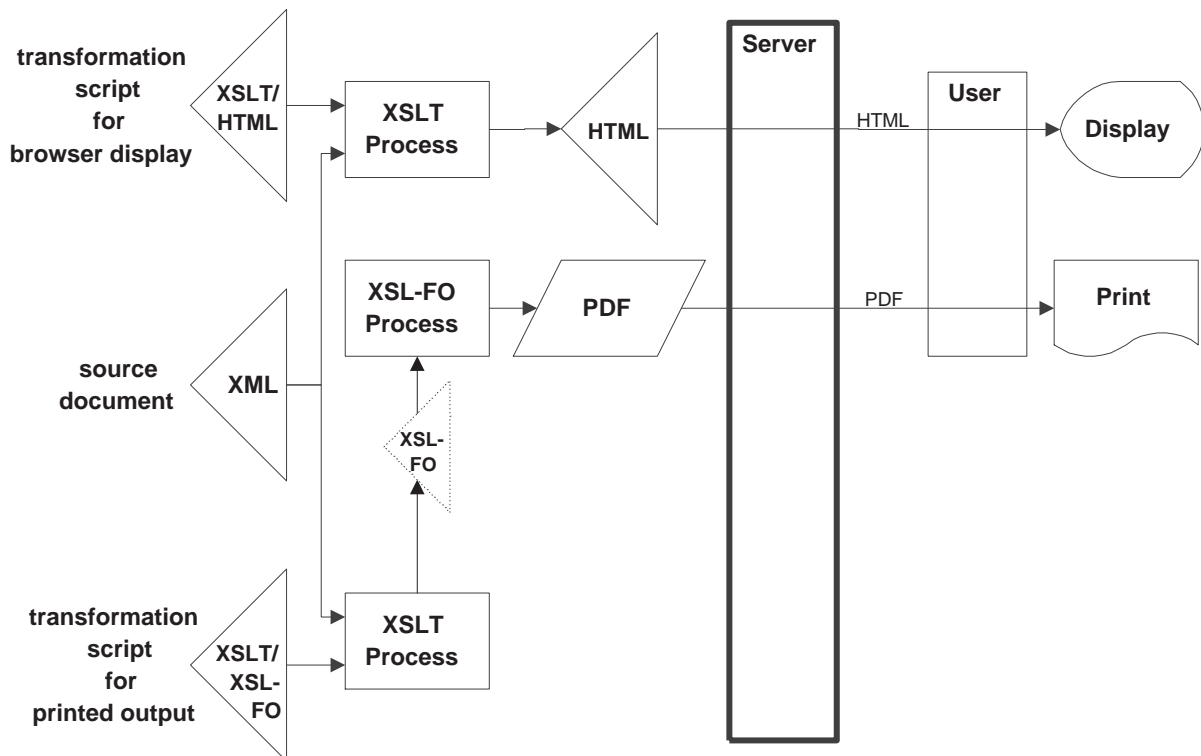 transformation
script
for
browser display
XSLT/
HTML
XSLT
Process
HTML
Server
HTML
User
Display
XSL-FO
Process
PDF
PDF
Print
source
document
XML
XSL-
FO
transformation
script
for
printed output
XSLT/
XSL-
FO
XSLT
Process